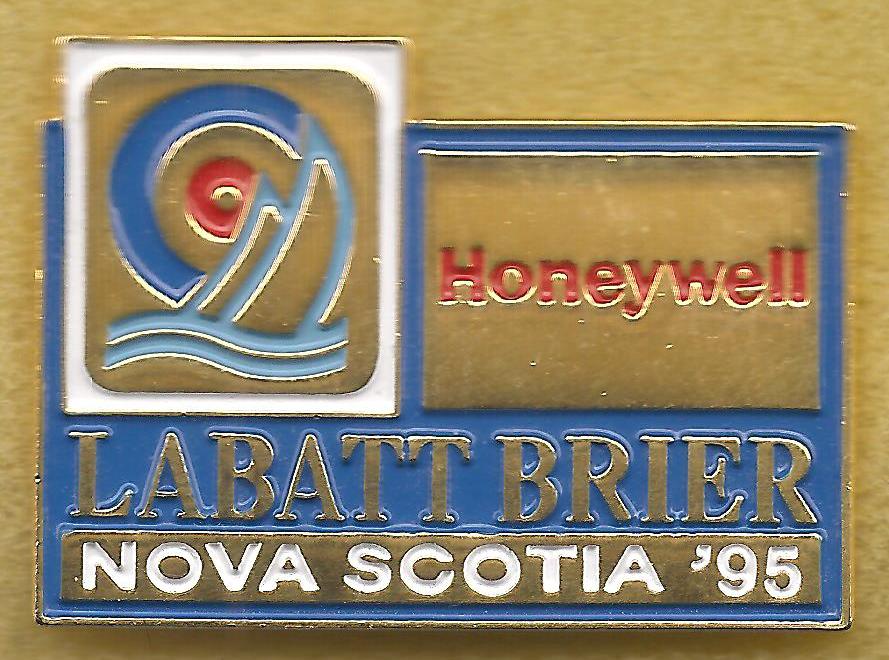 Honeywell
LABATT BRIER
NOVA SCOTIA '95